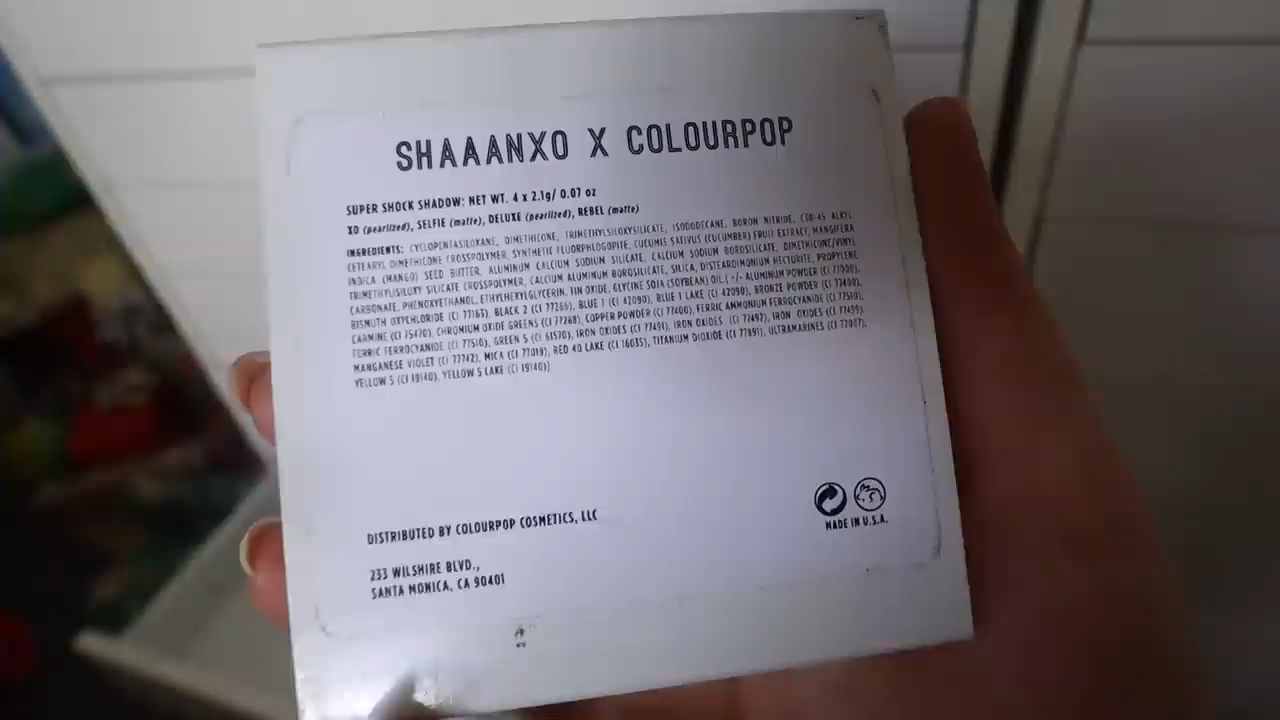 SHAAANXO X COLOURPOP
SUPER SHOCK SHADOW: NET WT. 4 x 2.1g/ 0.07 oz
XO (pearlized), SELFIE (matte), DELUXE (pearlized), REBEL (matte)
INGREDIENTS: CYCLOPENTASILOXANE, DIMETHICONE, TRIMETHYLSILOXYSILICATE, ISODODECANE, BORON NITRIDE, C30-45 ALKYL
CETEARYL DIMETHICONE CROSSPOLYMER, SYNTHETIC FLUORPHLOGOPITE, CUCUMIS SATIVUS (CUCUMBER) FRUIT EXTRACT, MANGIFERA
INDICA (MANGO) SEED BUTTER, ALUMINUM CALCIUM SODIUM SILICATE, CALCIUM SODIUM BOROSILICATE, DIMETHICONE/VINYL
TRIMETHYLSILOXY SILICATE CROSSPOLYMER, CALCIUM ALUMINUM BOROSILICATE, SILICA, DISTEARDIMONIUM HECTORITE, PROPYLENE
CARBONATE, PHENOXYETHANOL, ETHYLHEXYLGLYCERIN, TIN OXIDE, GLYCINE SOJA (SOYBEAN) OIL,[ +/- ALUMINUM POWDER (CI 77000),
BISMUTH OXYCHLORIDE (CI 77163), BLACK 2 (CI 77266), BLUE 1 (CI 42090), BLUE 1 LAKE (CI 42090), BRONZE POWDER (CI 77400),
CARMINE (CI 75470), CHROMIUM OXIDE GREENS (CI 77288), COPPER POWDER (CI 77400), FERRIC AMMONIUM FERROCYANIDE (CI 77510),
FERRIC FERROCYANIDE (CI 77510), GREEN 5 (CI 61570), IRON OXIDES (CI 77491), IRON OXIDES (CI 77492), IRON OXIDES (CI 77499),
MANGANESE VIOLET (CI 77742), MICA (CI 77019), RED 40 LAKE (CI 16035), TITANIUM DIOXIDE (CI 77891), ULTRAMARINES (CI 77007),
YELLOW 5 (CI 19140), YELLOW 5 LAKE (CI 19140)]
DISTRIBUTED BY COLOURPOP COSMETICS, LLC
233 WILSHIRE BLVD.,
SANTA MONICA, CA 90401
MADE IN U.S.A.